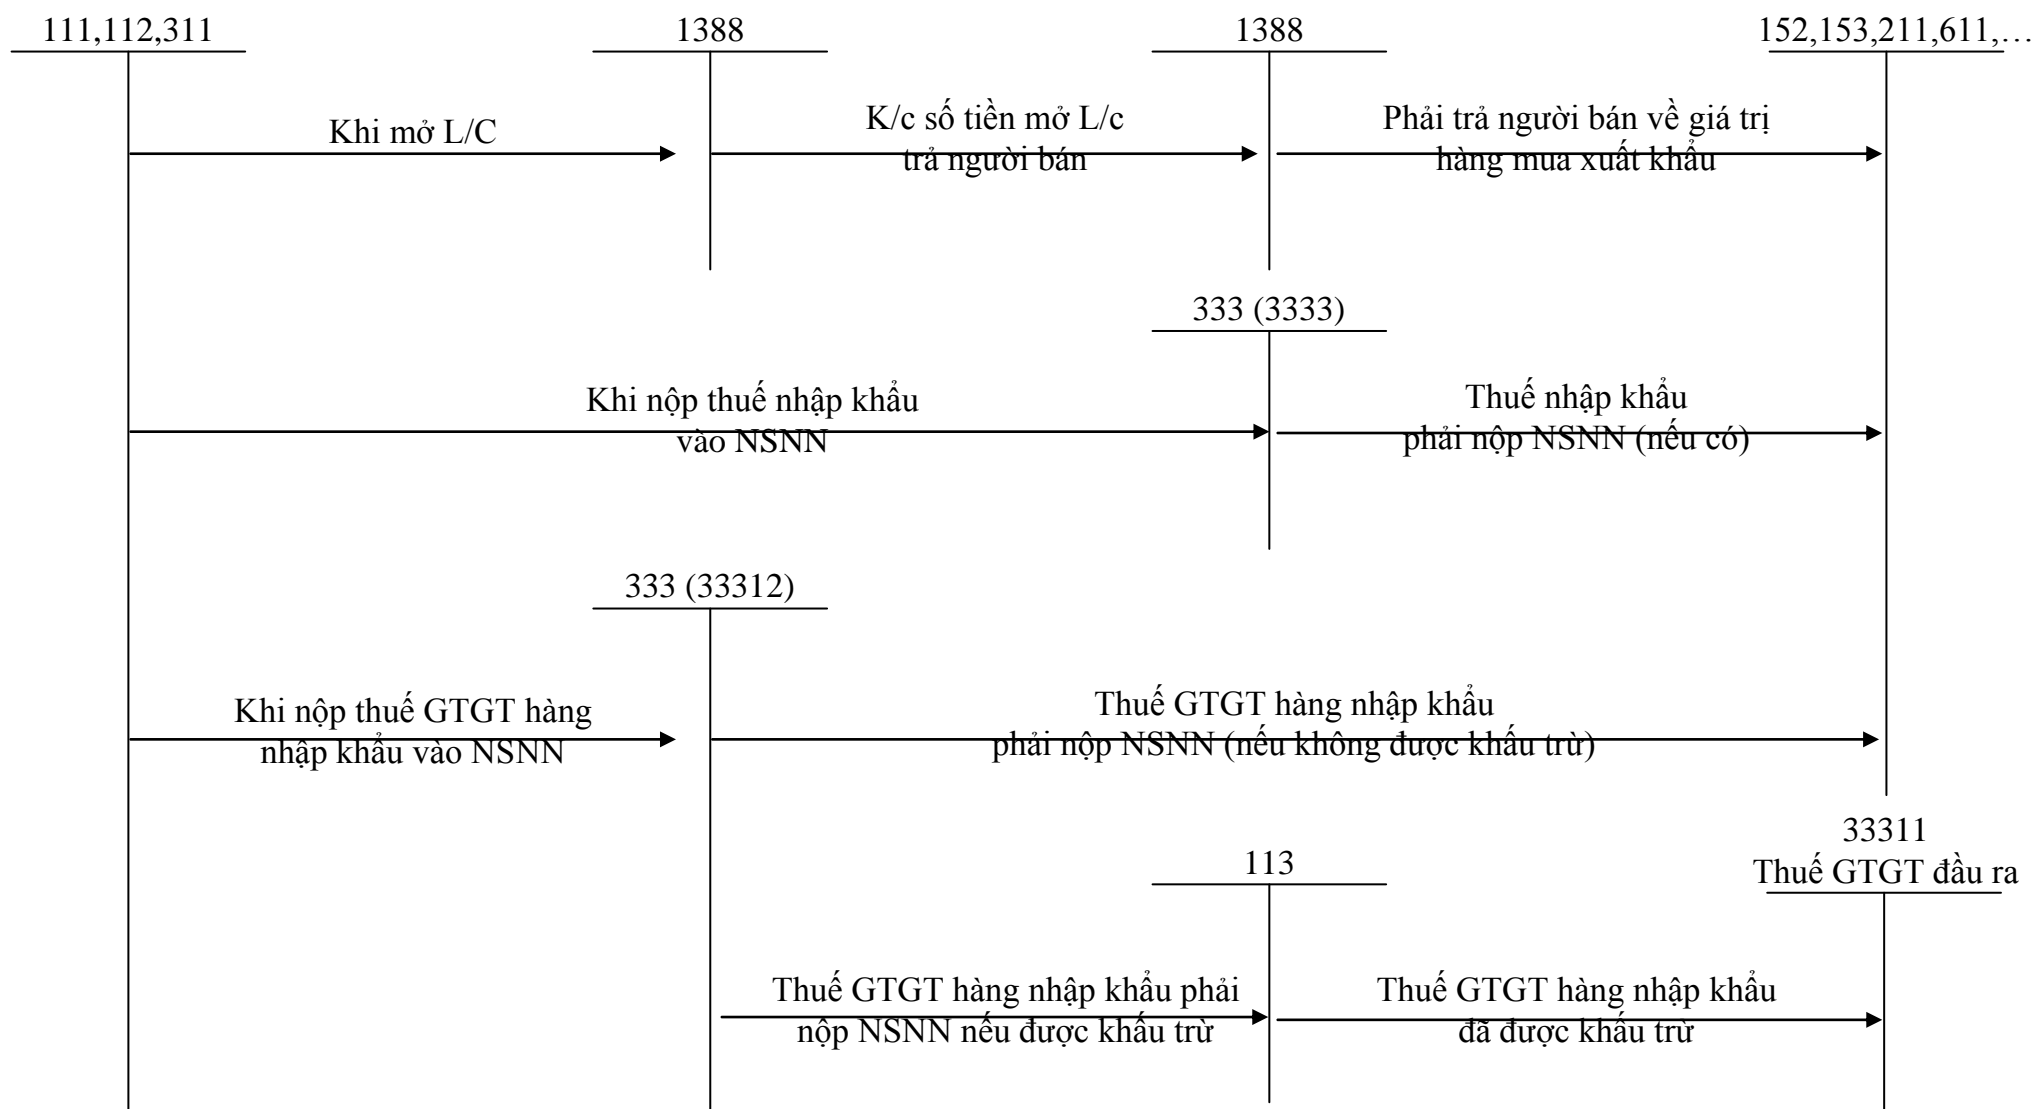 111,112,311
1388
1388
152,153,211,611,…
Khi mở L/C
K/c số tiền mở L/c
trả người bán
Phải trả người bán về giá trị
hàng mua xuất khẩu
333 (3333)
Khi nộp thuế nhập khẩu
vào NSNN
Thuế nhập khẩu
phải nộp NSNN (nếu có)
333 (33312)
Khi nộp thuế GTGT hàng
nhập khẩu vào NSNN
Thuế GTGT hàng nhập khẩu
phải nộp NSNN (nếu không được khấu trừ)
33311
Thuế GTGT đầu ra
113
Thuế GTGT hàng nhập khẩu phải
nộp NSNN nếu được khấu trừ
Thuế GTGT hàng nhập khẩu
đã được khấu trừ